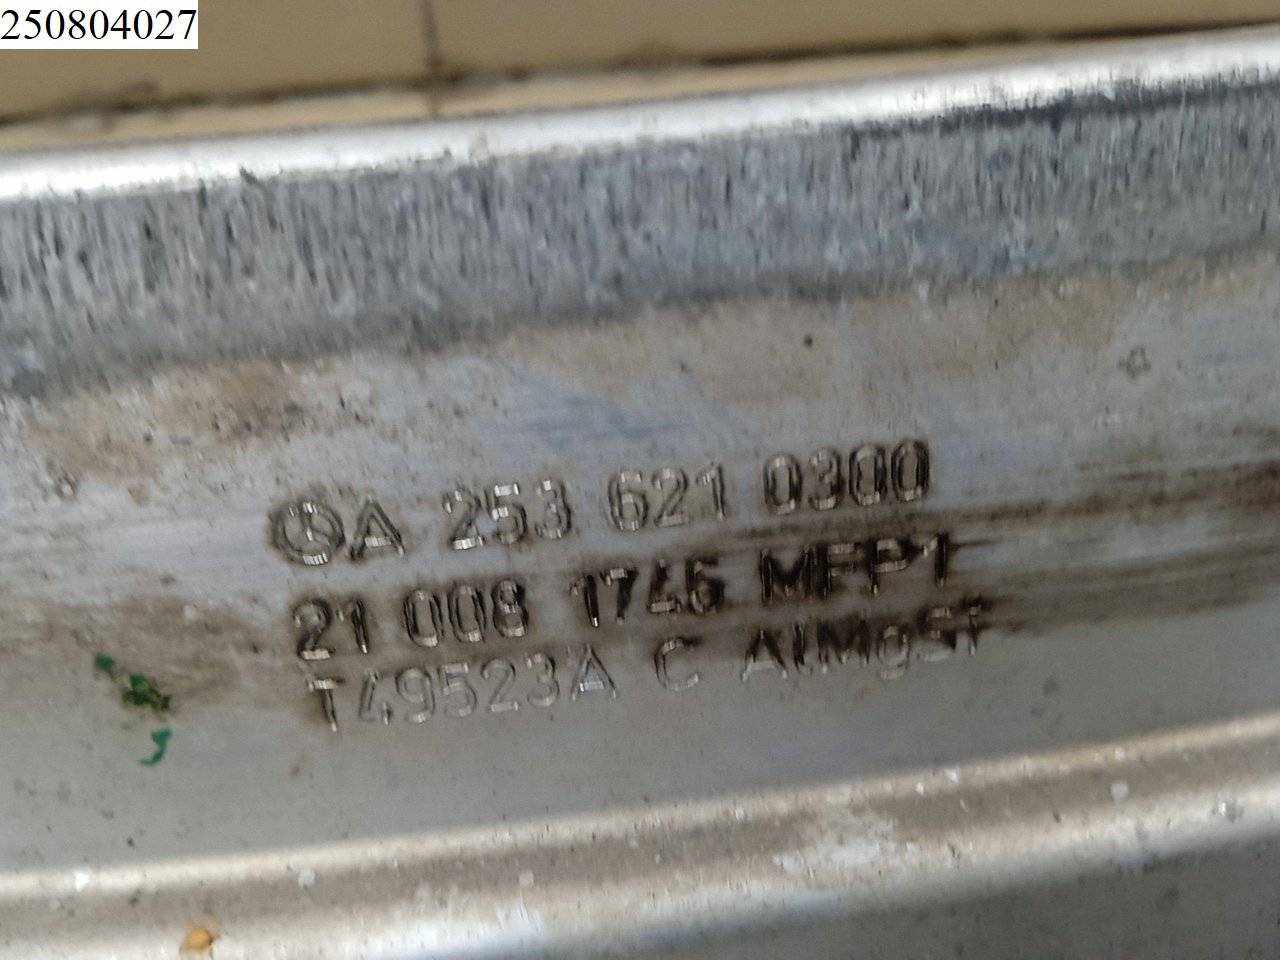 250804027
A 253 621 0300
21 008 1746 MFP1
T49523A C AlMgSi